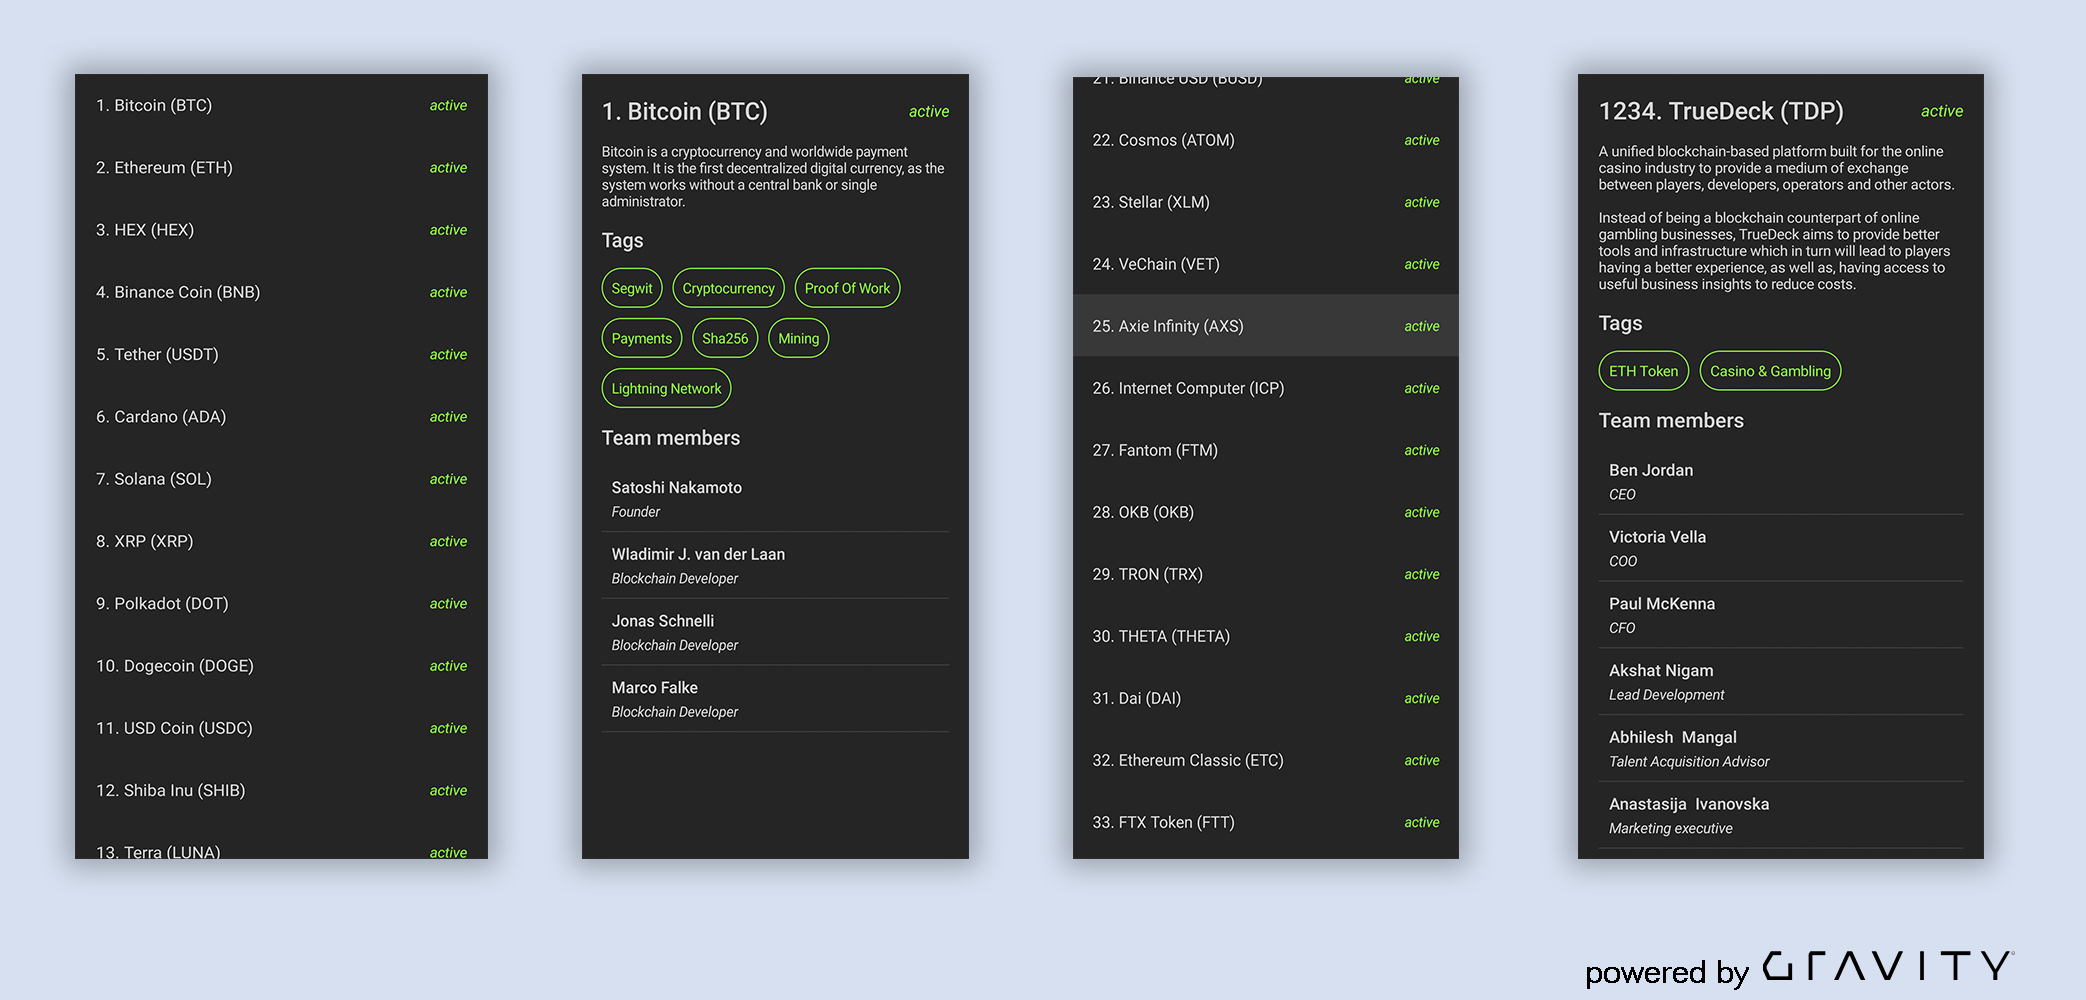 1. Bitcoin (BTC) active
2. Ethereum (ETH) active
3. HEX (HEX) active
4. Binance Coin (BNB) active
5. Tether (USDT) active
6. Cardano (ADA) active
7. Solana (SOL) active
8. XRP (XRP) active
9. Polkadot (DOT) active
10. Dogecoin (DOGE) active
11. USD Coin (USDC) active
12. Shiba Inu (SHIB) active
13. Terra (LUNA) active
1. Bitcoin (BTC) active
Bitcoin is a cryptocurrency and worldwide payment
system. It is the first decentralized digital currency, as the
system works without a central bank or single
administrator.
Tags
Segwit Cryptocurrency Proof Of Work
Payments Sha256 Mining
Lightning Network
Team members
Satoshi Nakamoto
Founder
Wladimir J. van der Laan
Blockchain Developer
Jonas Schnelli
Blockchain Developer
Marco Falke
Blockchain Developer
21. Binance USD (BUSD) active
22. Cosmos (ATOM) active
23. Stellar (XLM) active
24. VeChain (VET) active
25. Axie Infinity (AXS) active
26. Internet Computer (ICP) active
27. Fantom (FTM) active
28. OKB (OKB) active
29. TRON (TRX) active
30. THETA (THETA) active
31. Dai (DAI) active
32. Ethereum Classic (ETC) active
33. FTX Token (FTT) active
1234. TrueDeck (TDP) active
A unified blockchain-based platform built for the online
casino industry to provide a medium of exchange
between players, developers, operators and other actors.
Instead of being a blockchain counterpart of online
gambling businesses, TrueDeck aims to provide better
tools and infrastructure which in turn will lead to players
having a better experience, as well as, having access to
useful business insights to reduce costs.
Tags
ETH Token Casino & Gambling
Team members
Ben Jordan
CEO
Victoria Vella
COO
Paul McKenna
CFO
Akshat Nigam
Lead Development
Abhilesh Mangal
Talent Acquisition Advisor
Anastasija Ivanovska
Marketing executive
powered by GRAVITY